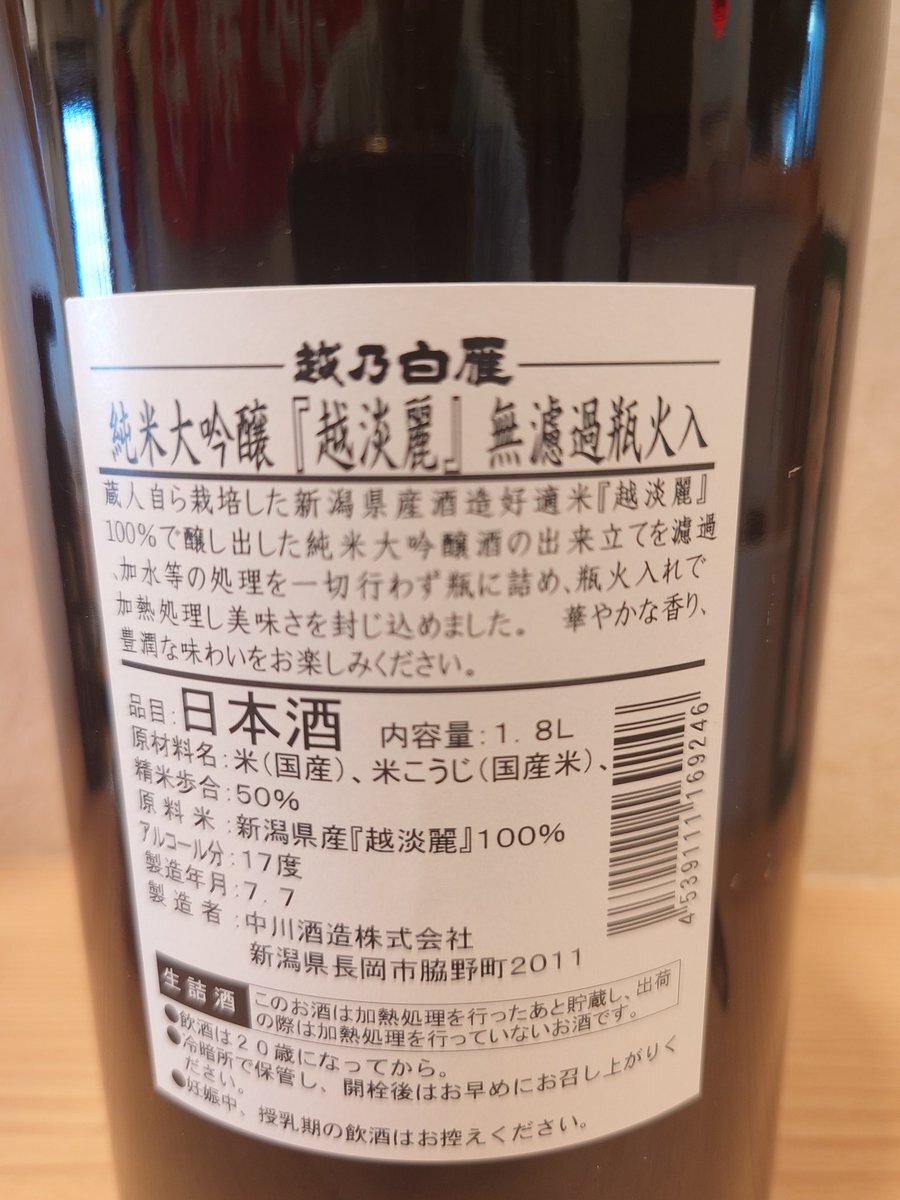 越乃白雁
純米大吟醸『越淡麗』無濾過瓶火入
蔵人自ら栽培した新潟県産酒造好適米『越淡麗』
100%で醸し出した純米大吟醸酒の出来立てを濾過
、加水等の処理を一切行わず瓶に詰め、瓶火入れで
加熱処理し美味さを封じ込めました。 華やかな香り、
豊潤な味わいをお楽しみください。
品目:日本酒 内容量:1.8L
原材料名:米(国産)、米こうじ(国産米)、
精米歩合:50%
原料米:新潟県産『越淡麗』100%
アルコール分:17度
製造年月:7.7
製造者:中川酒造株式会社
新潟県長岡市脇野町2011
4539111169246
生詰酒 このお酒は加熱処理を行ったあと貯蔵し、出荷
の際は加熱処理を行っていないお酒です。
●飲酒は20歳になってから。
●冷暗所で保管し、開栓後はお早めにお召し上がりく
ださい。
●妊娠中、授乳期の飲酒はお控えください。